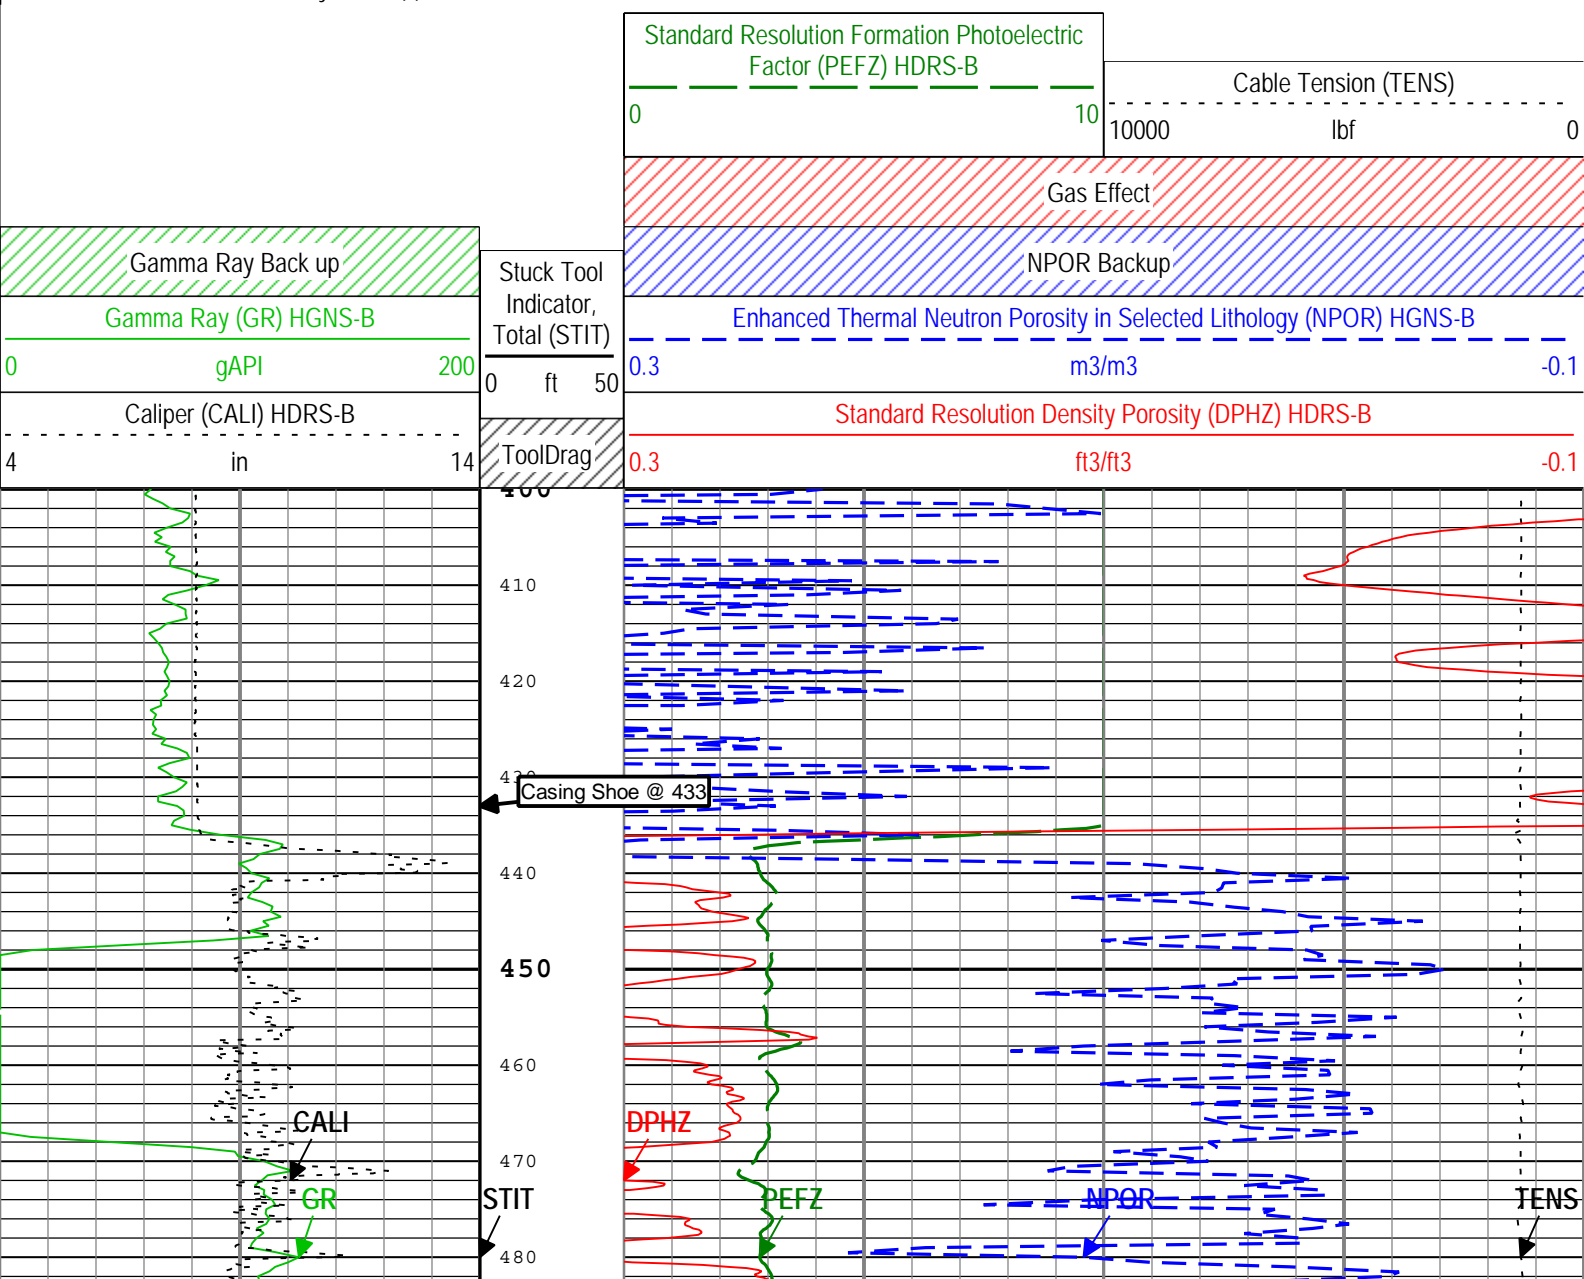 Standard Resolution Formation Photoelectric
Factor (PEFZ) HDRS-B
0 10
Cable Tension (TENS)
10000 lbf 0
Gas Effect
Gamma Ray Back up
Stuck Tool
Indicator,
Total (STIT)
0 ft 50
NPOR Backup
Gamma Ray (GR) HGNS-B
0 gAPI 200
Enhanced Thermal Neutron Porosity in Selected Lithology (NPOR) HGNS-B
0.3 m3/m3 -0.1
Caliper (CALI) HDRS-B
4 in 14
ToolDrag
Standard Resolution Density Porosity (DPHZ) HDRS-B
0.3 ft3/ft3 -0.1
400
410
420
430
Casing Shoe @ 433
440
450
460
CALI
DPHZ
470
GR
STIT
PEFZ
NPOR
TENS
480